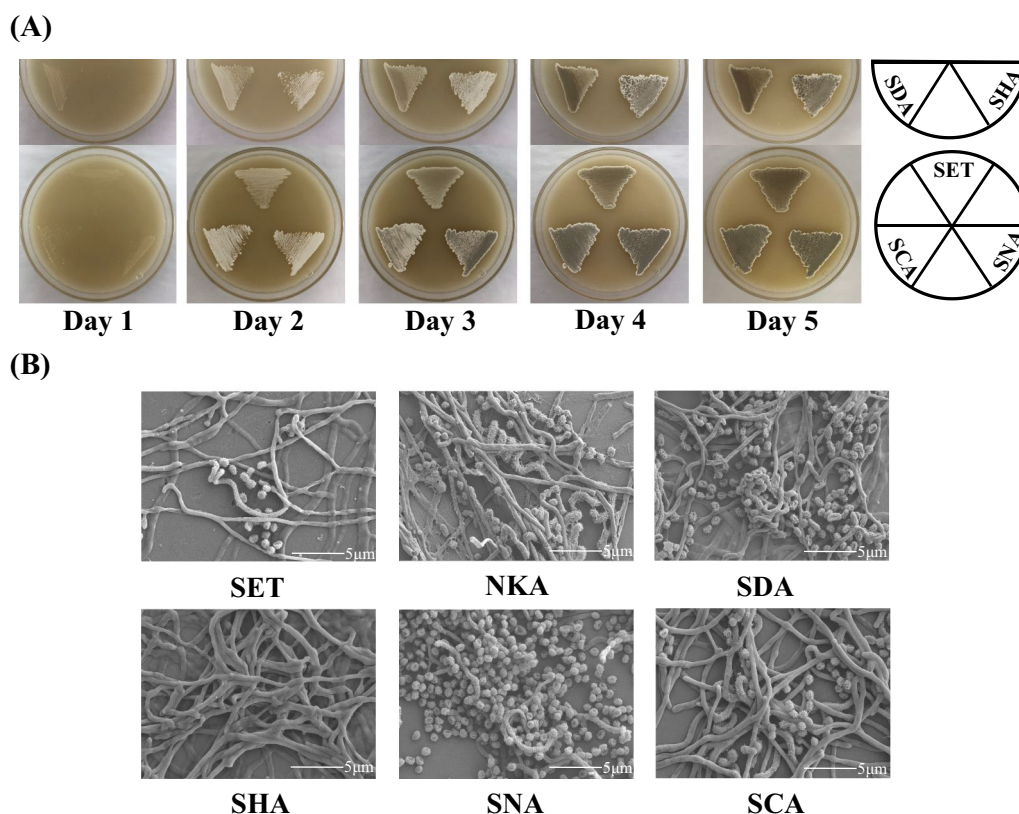 (A)
SDA
SHA
SET
SCA
SNA
Day 1
Day 2
Day 3
Day 4
Day 5
(B)
5μm
5μm
5μm
SET
NKA
SDA
5μm
5μm
5μm
SHA
SNA
SCA